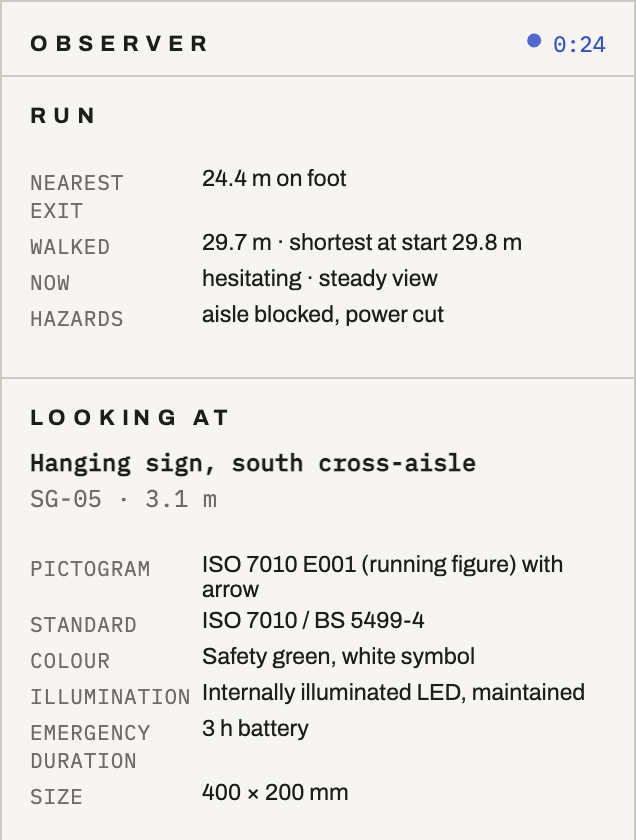 OBSERVER
0:24
RUN
NEAREST EXIT
24.4 m on foot
WALKED
29.7 m · shortest at start 29.8 m
NOW
hesitating · steady view
HAZARDS
aisle blocked, power cut
LOOKING AT
Hanging sign, south cross-aisle
SG-05 · 3.1 m
PICTOGRAM
ISO 7010 E001 (running figure) with
arrow
STANDARD
ISO 7010 / BS 5499-4
COLOUR
Safety green, white symbol
ILLUMINATION
Internally illuminated LED, maintained
EMERGENCY
DURATION
3 h battery
SIZE
400 × 200 mm